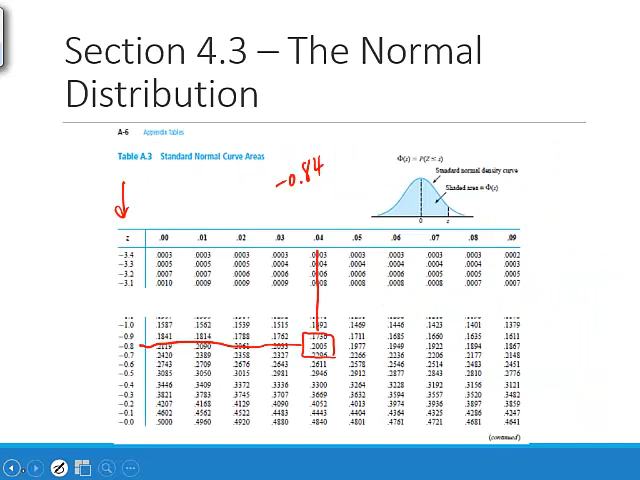 Section 4.3 – The Normal
Distribution
A-6 Appendix Tables
Table A.3 Standard Normal Curve Areas
-0.84
Φ(z) = P(Z ≤ z)
Standard normal density curve
Shaded area = Φ(z)
0 z
z .00 .01 .02 .03 .04 .05 .06 .07 .08 .09
−3.4 .0003 .0003 .0003 .0003 .0003 .0003 .0003 .0003 .0003 .0002
−3.3 .0005 .0005 .0005 .0004 .0004 .0004 .0004 .0004 .0004 .0003
−3.2 .0007 .0007 .0006 .0006 .0006 .0006 .0006 .0005 .0005 .0005
−3.1 .0010 .0009 .0009 .0009 .0008 .0008 .0008 .0008 .0007 .0007
−1.0 .1587 .1562 .1539 .1515 .1492 .1469 .1446 .1423 .1401 .1379
−0.9 .1841 .1814 .1788 .1762 .1736 .1711 .1685 .1660 .1635 .1611
−0.8 .2119 .2090 .2061 .2033 .2005 .1977 .1949 .1922 .1894 .1867
−0.7 .2420 .2389 .2358 .2327 .2296 .2266 .2236 .2206 .2177 .2148
−0.6 .2743 .2709 .2676 .2643 .2611 .2578 .2546 .2514 .2483 .2451
−0.5 .3085 .3050 .3015 .2981 .2946 .2912 .2877 .2843 .2810 .2776
−0.4 .3446 .3409 .3372 .3336 .3300 .3264 .3228 .3192 .3156 .3121
−0.3 .3821 .3783 .3745 .3707 .3669 .3632 .3594 .3557 .3520 .3482
−0.2 .4207 .4168 .4129 .4090 .4052 .4013 .3974 .3936 .3897 .3859
−0.1 .4602 .4562 .4522 .4483 .4443 .4404 .4364 .4325 .4286 .4247
−0.0 .5000 .4960 .4920 .4880 .4840 .4801 .4761 .4721 .4681 .4641
(continued)